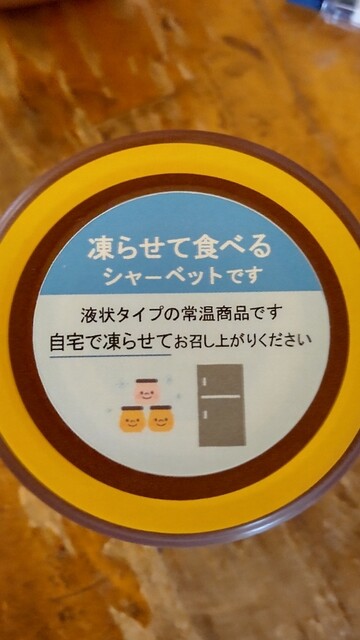 凍らせて食べる
シャーベットです
液状タイプの常温商品です
自宅で凍らせてお召し上がりください